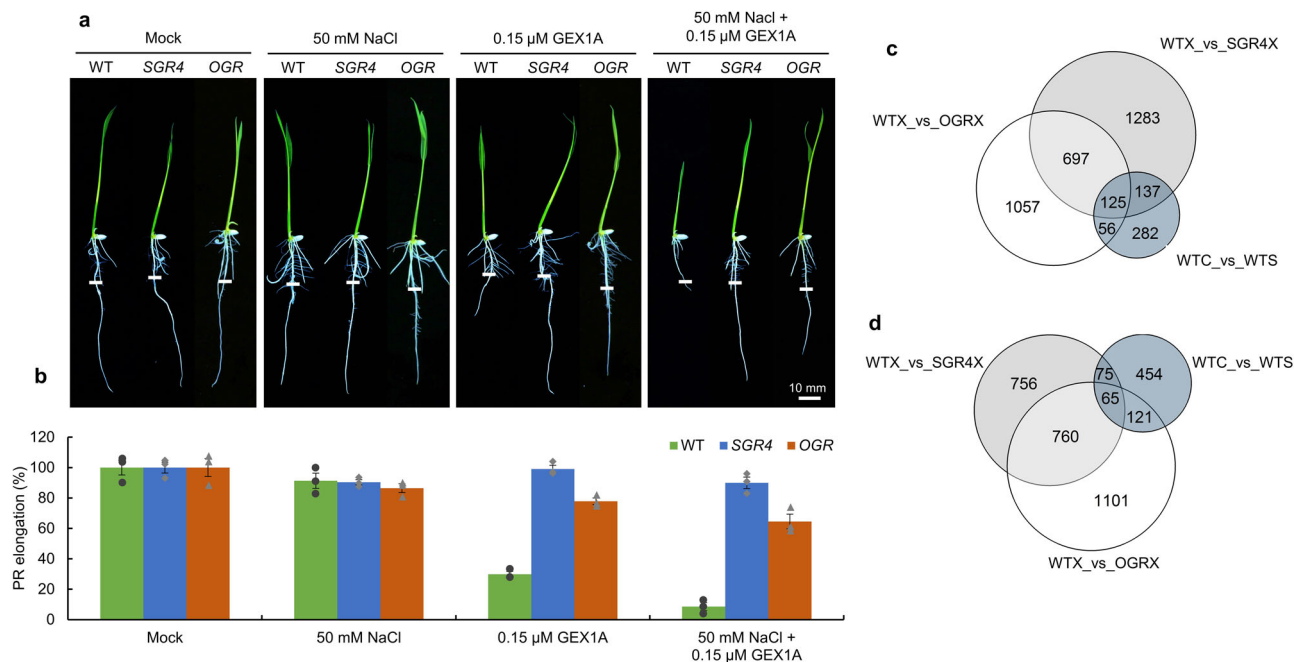 a
Mock
50 mM NaCl
0.15 µM GEX1A
50 mM Nacl +
0.15 µM GEX1A
WT SGR4 OGR
WT SGR4 OGR
WT SGR4 OGR
WT SGR4 OGR
10 mm
b
PR elongation (%)
120
100
80
60
40
20
0
WT SGR4 OGR
Mock
50 mM NaCl
0.15 µM GEX1A
50 mM NaCl +
0.15 µM GEX1A
c
WTX_vs_SGR4X
WTX_vs_OGRX
1283
697
125
137
1057
56
282
WTC_vs_WTS
d
WTX_vs_SGR4X
WTC_vs_WTS
756
75
454
65
121
760
1101
WTX_vs_OGRX